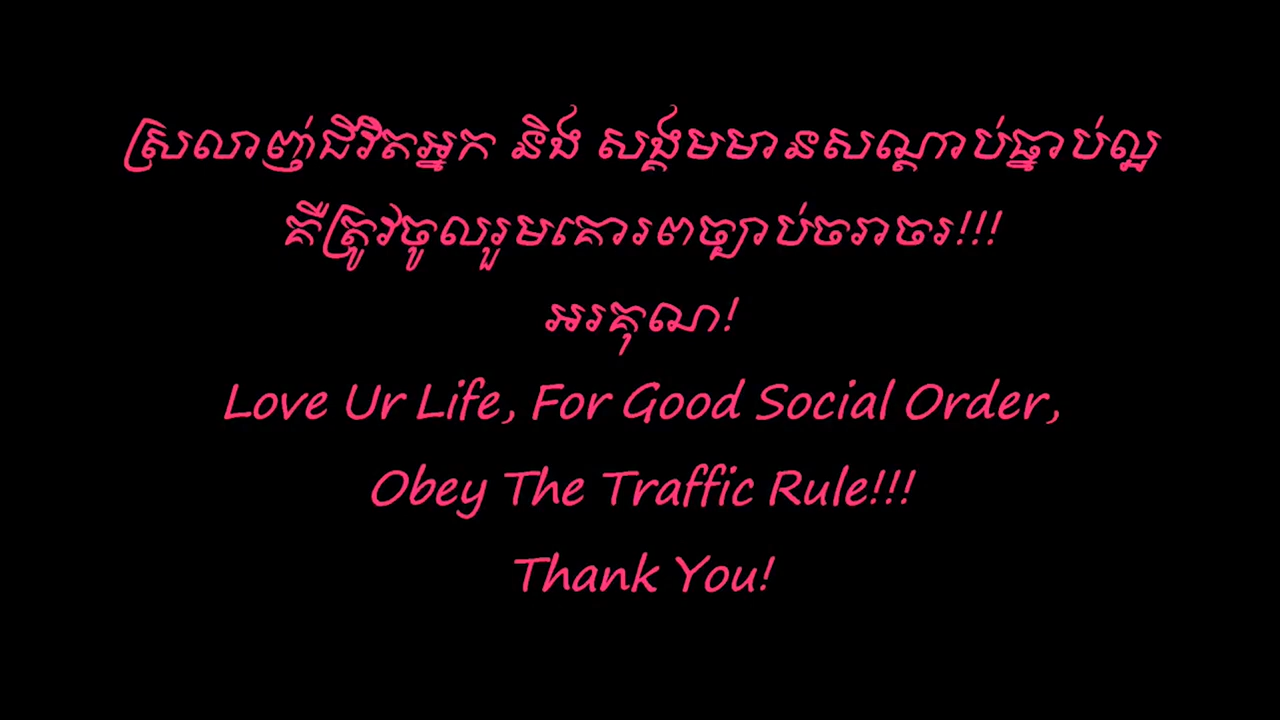 ស្រលាញ់ជីវិតអ្នក និង សង្គមមានសណ្ដាប់ធ្នាប់ល្អ
គឺត្រូវចូលរួមគោរពច្បាប់ចរាចរ!!!
អរគុណ!
Love Ur Life, For Good Social Order,
Obey The Traffic Rule!!!
Thank You!